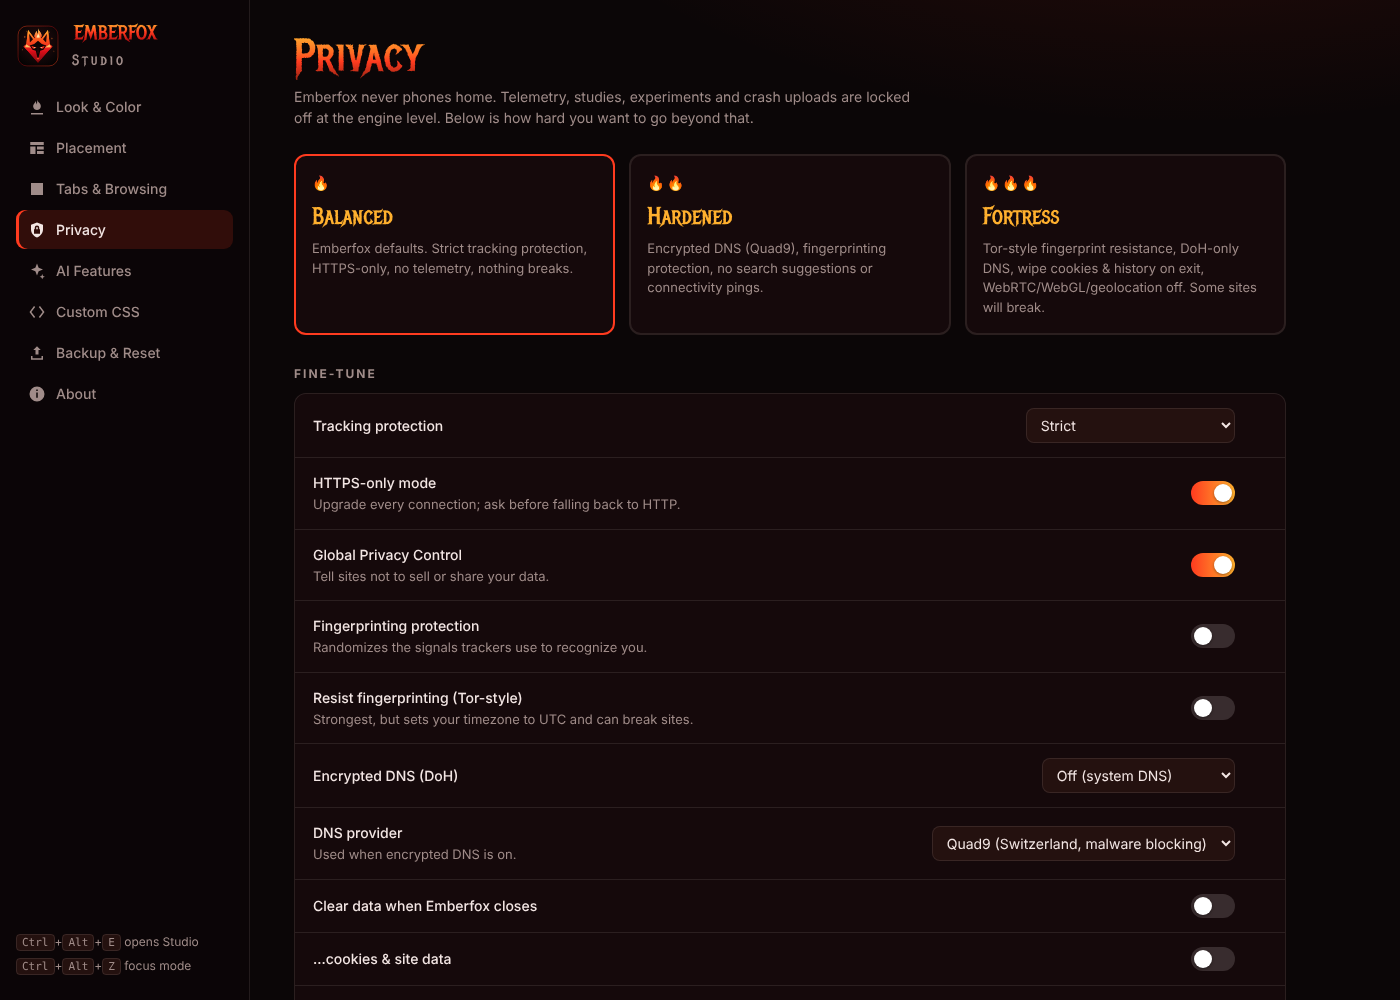 Emberfox
Studio
Look & Color
Placement
Tabs & Browsing
Privacy
AI Features
Custom CSS
Backup & Reset
About
Ctrl+Alt+E opens Studio
Ctrl+Alt+Z focus mode
Privacy
Emberfox never phones home. Telemetry, studies, experiments and crash uploads are locked
off at the engine level. Below is how hard you want to go beyond that.
Balanced
Emberfox defaults. Strict tracking protection,
HTTPS-only, no telemetry, nothing breaks.
Hardened
Encrypted DNS (Quad9), fingerprinting
protection, no search suggestions or
connectivity pings.
Fortress
Tor-style fingerprint resistance, DoH-only
DNS, wipe cookies & history on exit,
WebRTC/WebGL/geolocation off. Some sites
will break.
FINE-TUNE
Tracking protection
Strict
HTTPS-only mode
Upgrade every connection; ask before falling back to HTTP.
Global Privacy Control
Tell sites not to sell or share your data.
Fingerprinting protection
Randomizes the signals trackers use to recognize you.
Resist fingerprinting (Tor-style)
Strongest, but sets your timezone to UTC and can break sites.
Encrypted DNS (DoH)
Off (system DNS)
DNS provider
Used when encrypted DNS is on.
Quad9 (Switzerland, malware blocking)
Clear data when Emberfox closes
...cookies & site data